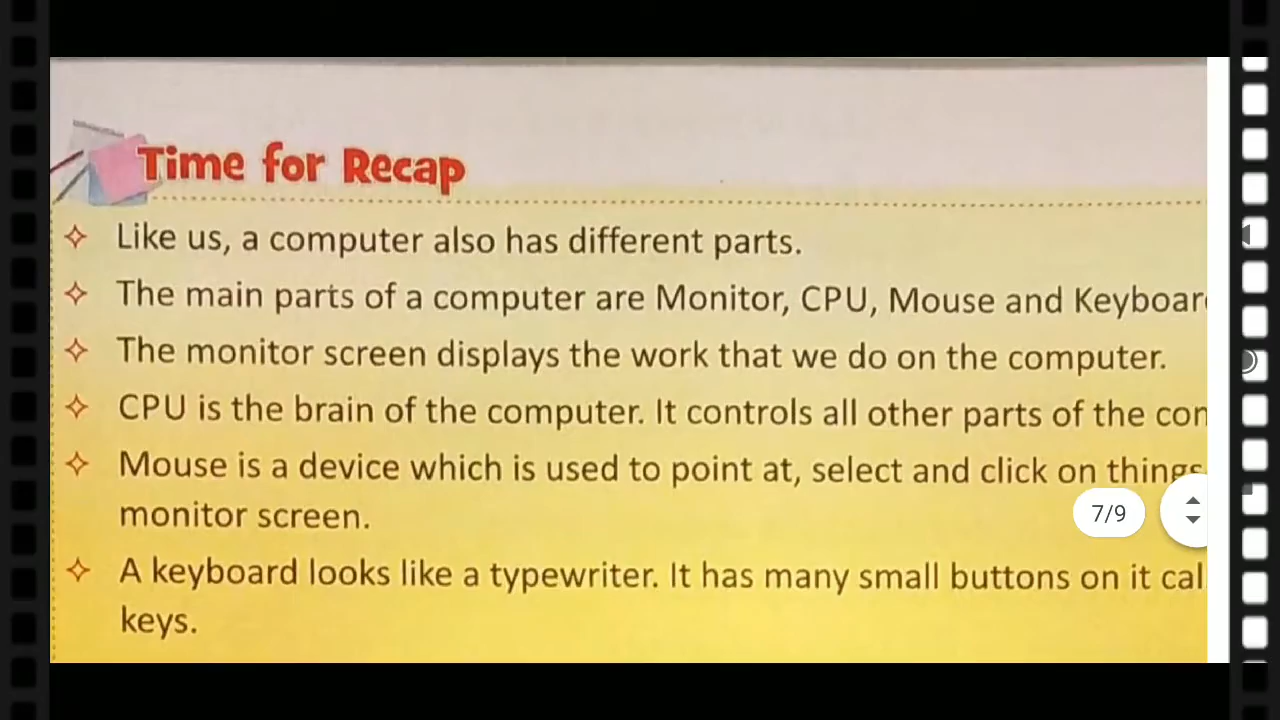 Time for Recap
Like us, a computer also has different parts.
The main parts of a computer are Monitor, CPU, Mouse and
The monitor screen displays the work that we do on the computer.
CPU is the brain of the computer. It controls all other parts of the
Mouse is a device which is used to point at, select and click on things
monitor screen.
7/9
A keyboard looks like a typewriter. It has many small buttons on it
keys.